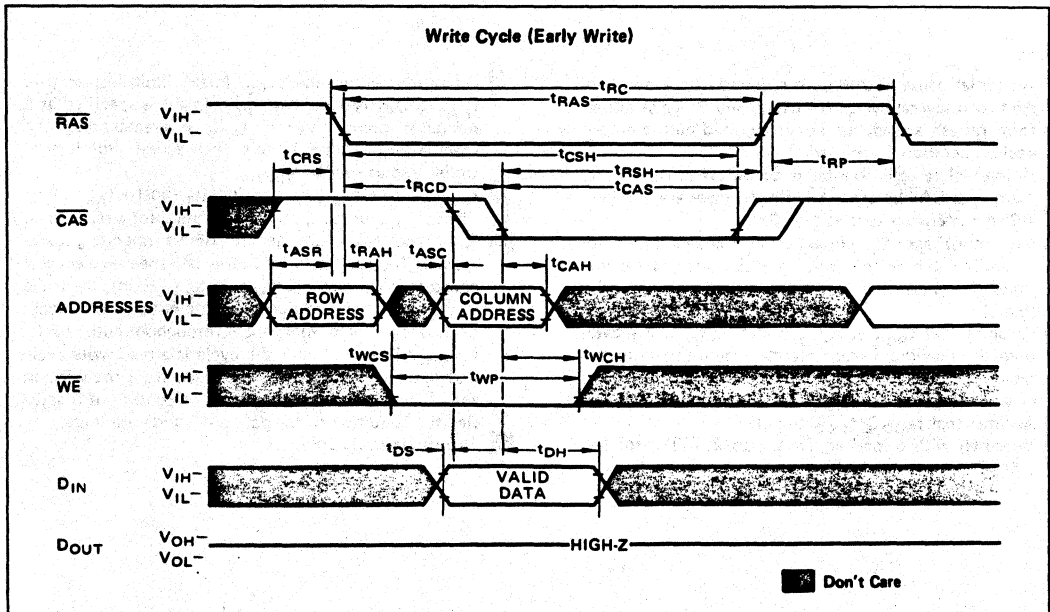 Write Cycle (Early Write)
tRC
tRAS
RAS
VIH–
VIL–
tCRS
tCSH
tRP
tRCD
tRSH
tCAS
CAS
VIH–
VIL–
tASR
tRAH
tASC
tCAH
ADDRESSES
VIH–
VIL–
ROW
ADDRESS
COLUMN
ADDRESS
tWCS
tWCH
tWP
WE
VIH–
VIL–
tDS
tDH
DIN
VIH–
VIL–
VALID
DATA
DOUT
VOH–
VOL–
HIGH-Z
Don't Care